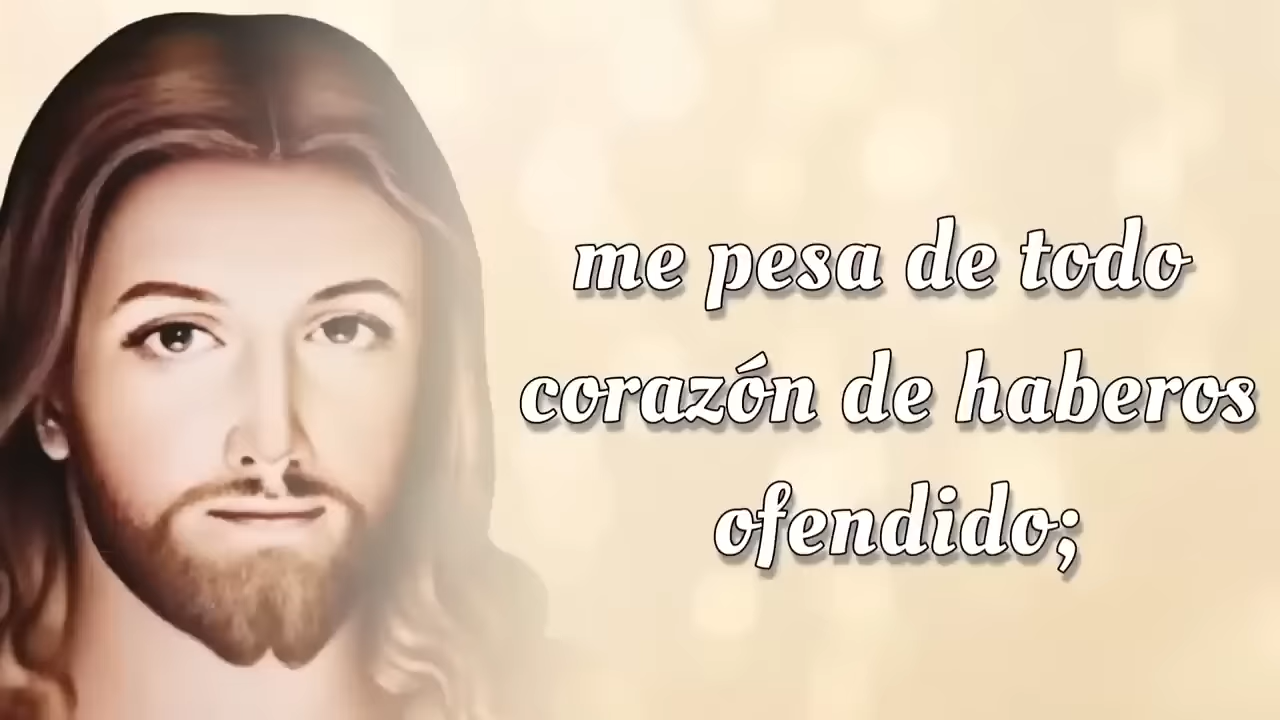 me pesa de todo
corazón de haberos
ofendido;